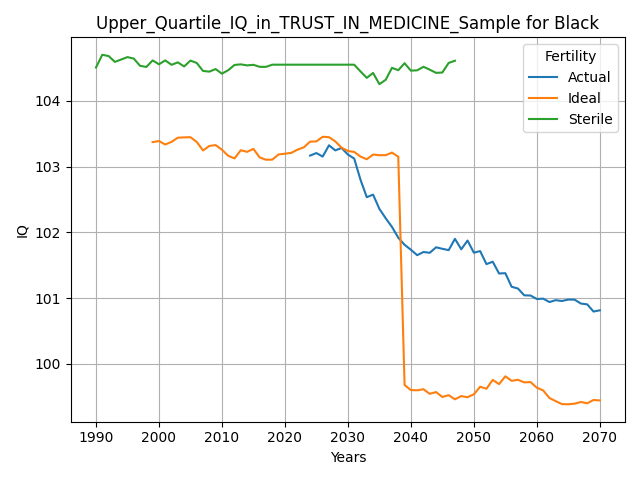 Upper_Quartile_IQ_in_TRUST_IN_MEDICINE_Sample for Black
Fertility
Actual
Ideal
Sterile
104
103
102
101
100
IQ
1990 2000 2010 2020 2030 2040 2050 2060 2070
Years